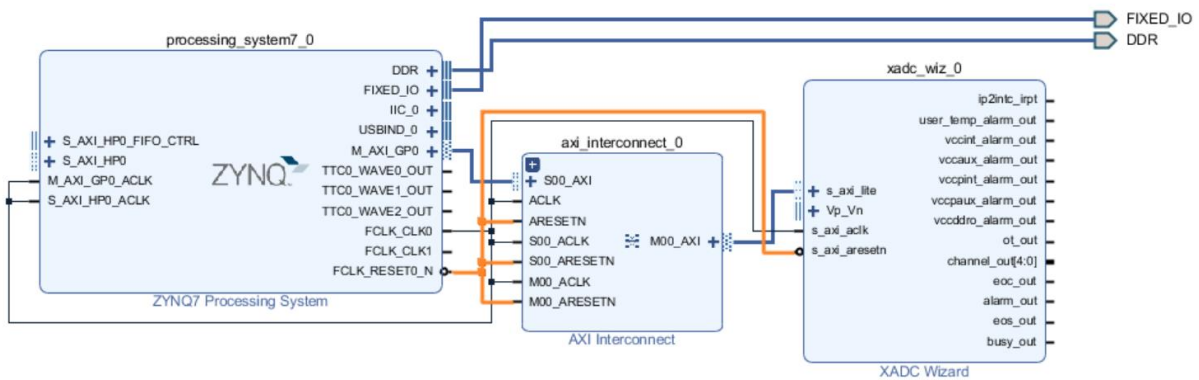 FIXED_IO
DDR
processing_system7_0
DDR
FIXED_IO
IIC_0
USBIND_0
M_AXI_GP0
TTC0_WAVE0_OUT
TTC0_WAVE1_OUT
TTC0_WAVE2_OUT
FCLK_CLK0
FCLK_CLK1
FCLK_RESET0_N
S_AXI_HP0_FIFO_CTRL
S_AXI_HP0
M_AXI_GP0_ACLK
S_AXI_HP0_ACLK
ZYNQ
ZYNQ7 Processing System
axi_interconnect_0
S00_AXI
ACLK
ARESETN
S00_ACLK
S00_ARESETN
M00_ACLK
M00_ARESETN
M00_AXI
AXI Interconnect
xadc_wiz_0
s_axi_lite
Vp_Vn
s_axi_aclk
s_axi_aresetn
ip2intc_irpt
user_temp_alarm_out
vccint_alarm_out
vccaux_alarm_out
vccpint_alarm_out
vccpaux_alarm_out
vccddro_alarm_out
ot_out
channel_out[4:0]
eoc_out
alarm_out
eos_out
busy_out
XADC Wizard